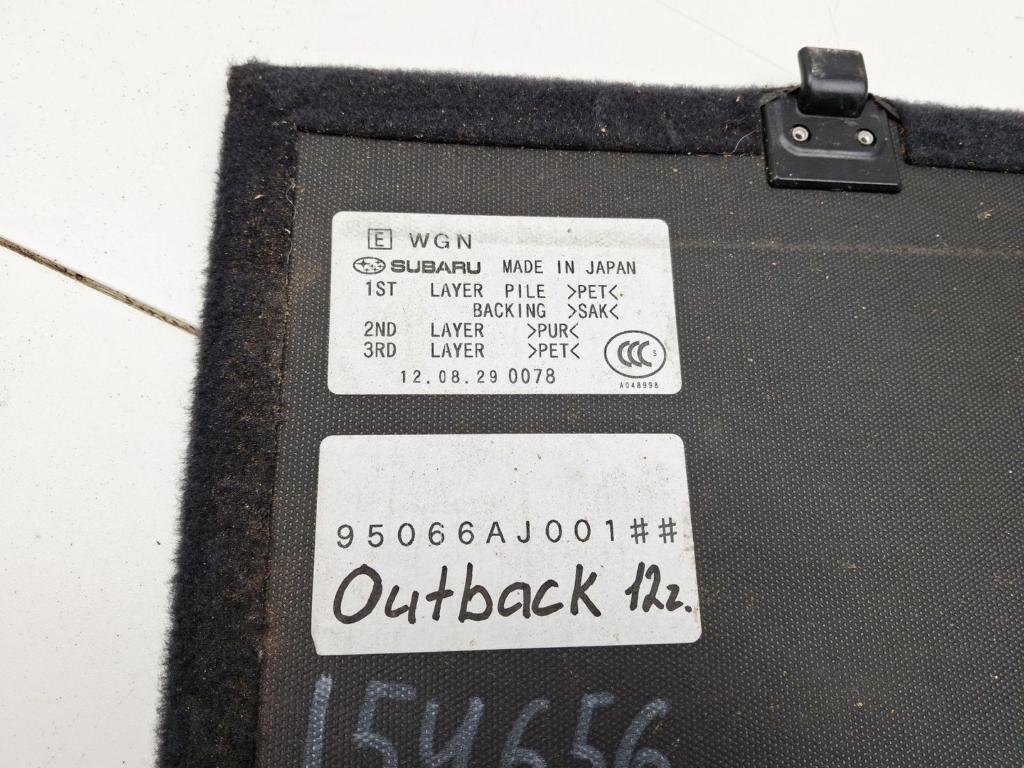 E WGN
SUBARU MADE IN JAPAN
1ST LAYER PILE >PET<
BACKING >SAK<
2ND LAYER >PUR<
3RD LAYER >PET<
CCC S
12.08.29 0078
A048998
95066AJ001##
Outback 12г.
154656